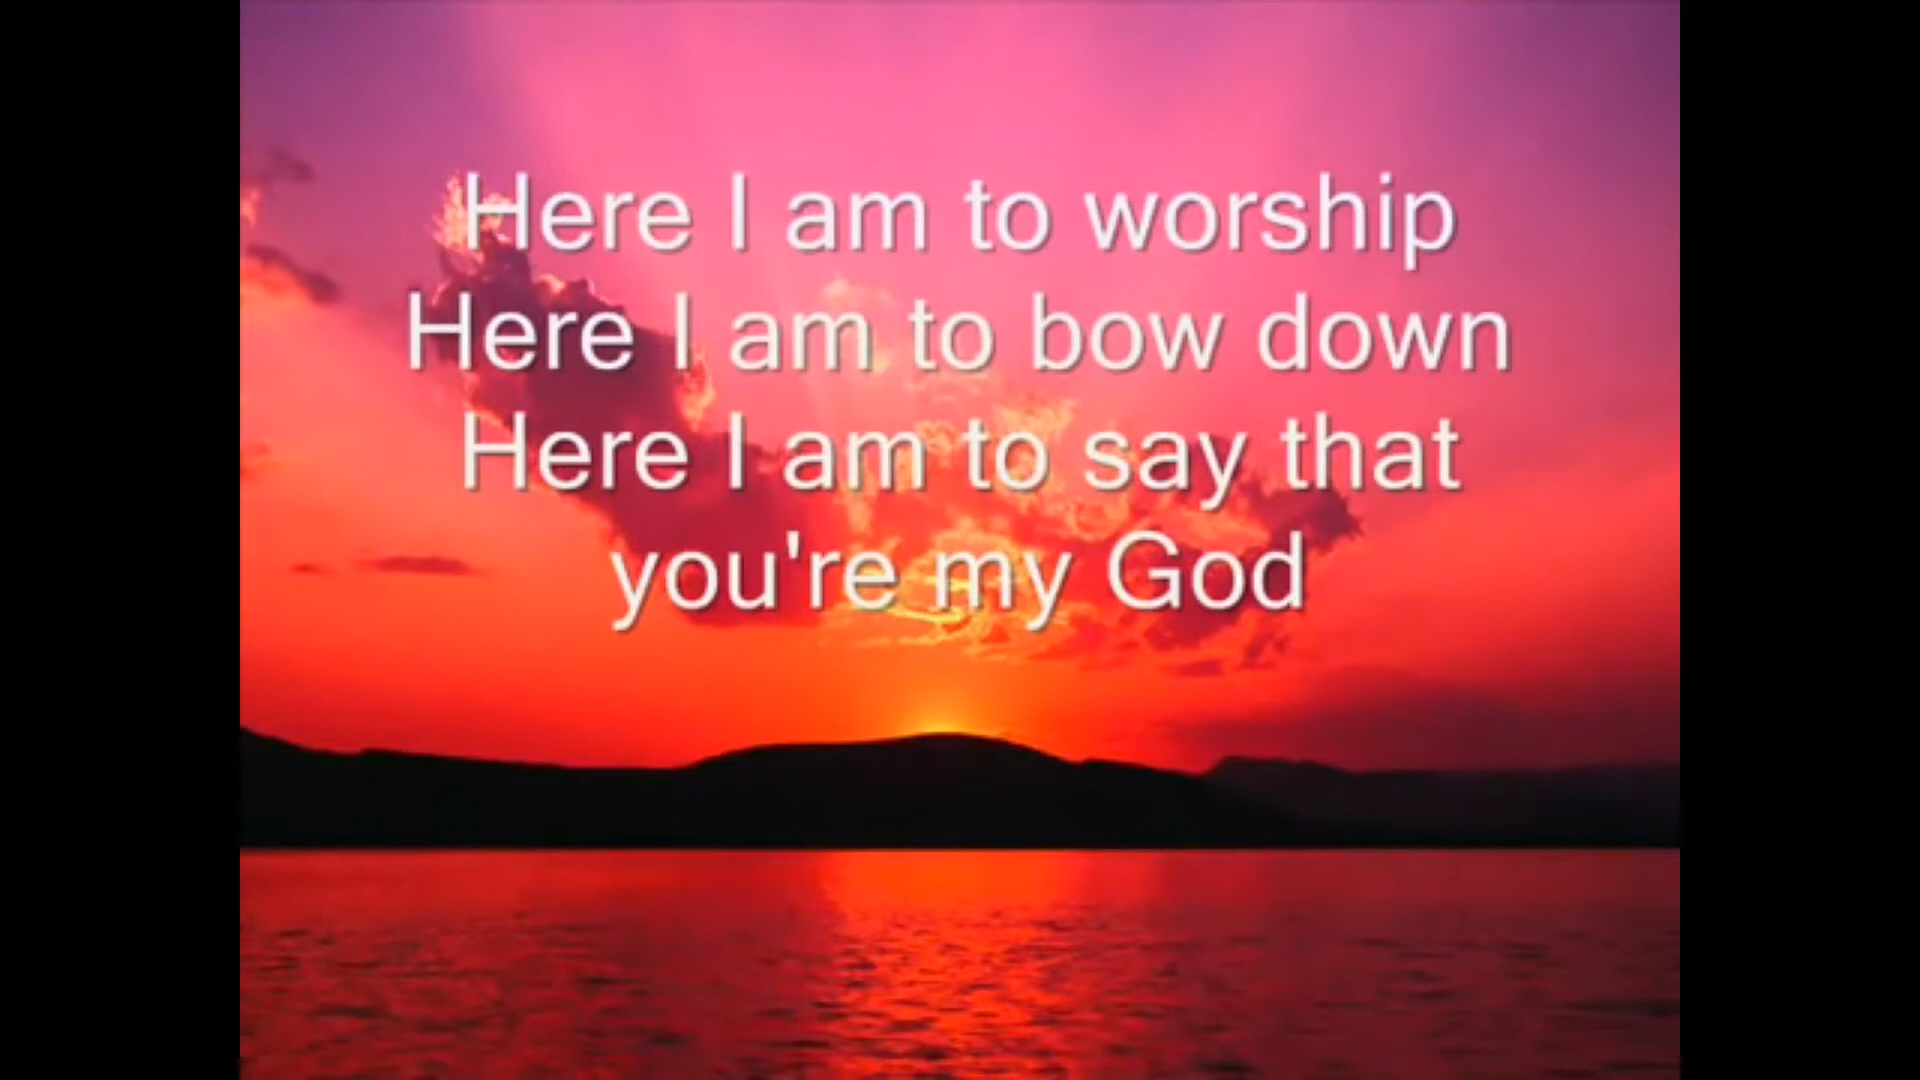 Here I am to worship
Here I am to bow down
Here I am to say that
you're my God